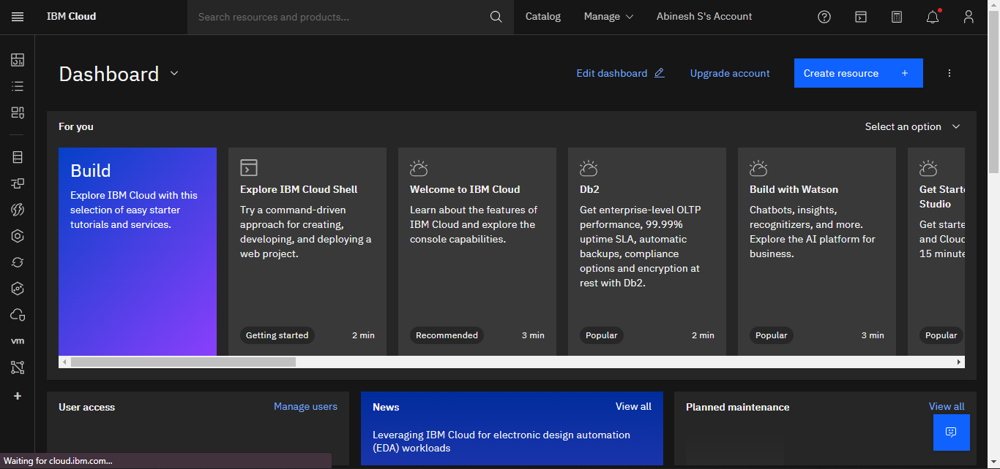 IBM Cloud
Search resources and products...
Catalog
Manage
Abinesh S's Account
Dashboard
Edit dashboard
Upgrade account
Create resource +
For you
Select an option
Build
Explore IBM Cloud with this
selection of easy starter
tutorials and services.
Explore IBM Cloud Shell
Try a command-driven
approach for creating,
developing, and deploying a
web project.
Getting started
2 min
Welcome to IBM Cloud
Learn about the features of
IBM Cloud and explore the
console capabilities.
Recommended
3 min
Db2
Get enterprise-level OLTP
performance, 99.99%
uptime SLA, automatic
backups, compliance
options and encryption at
rest with Db2.
Popular
2 min
Build with Watson
Chatbots, insights,
recognitizers, and more.
Explore the AI platform for
business.
Popular
3 min
Get Start
Studio
Get starte
and Clouc
15 minute
Popular
vm
+
User access
Manage users
News
View all
Leveraging IBM Cloud for electronic design automation
(EDA) workloads
Planned maintenance
View all
Waiting for cloud.ibm.com...